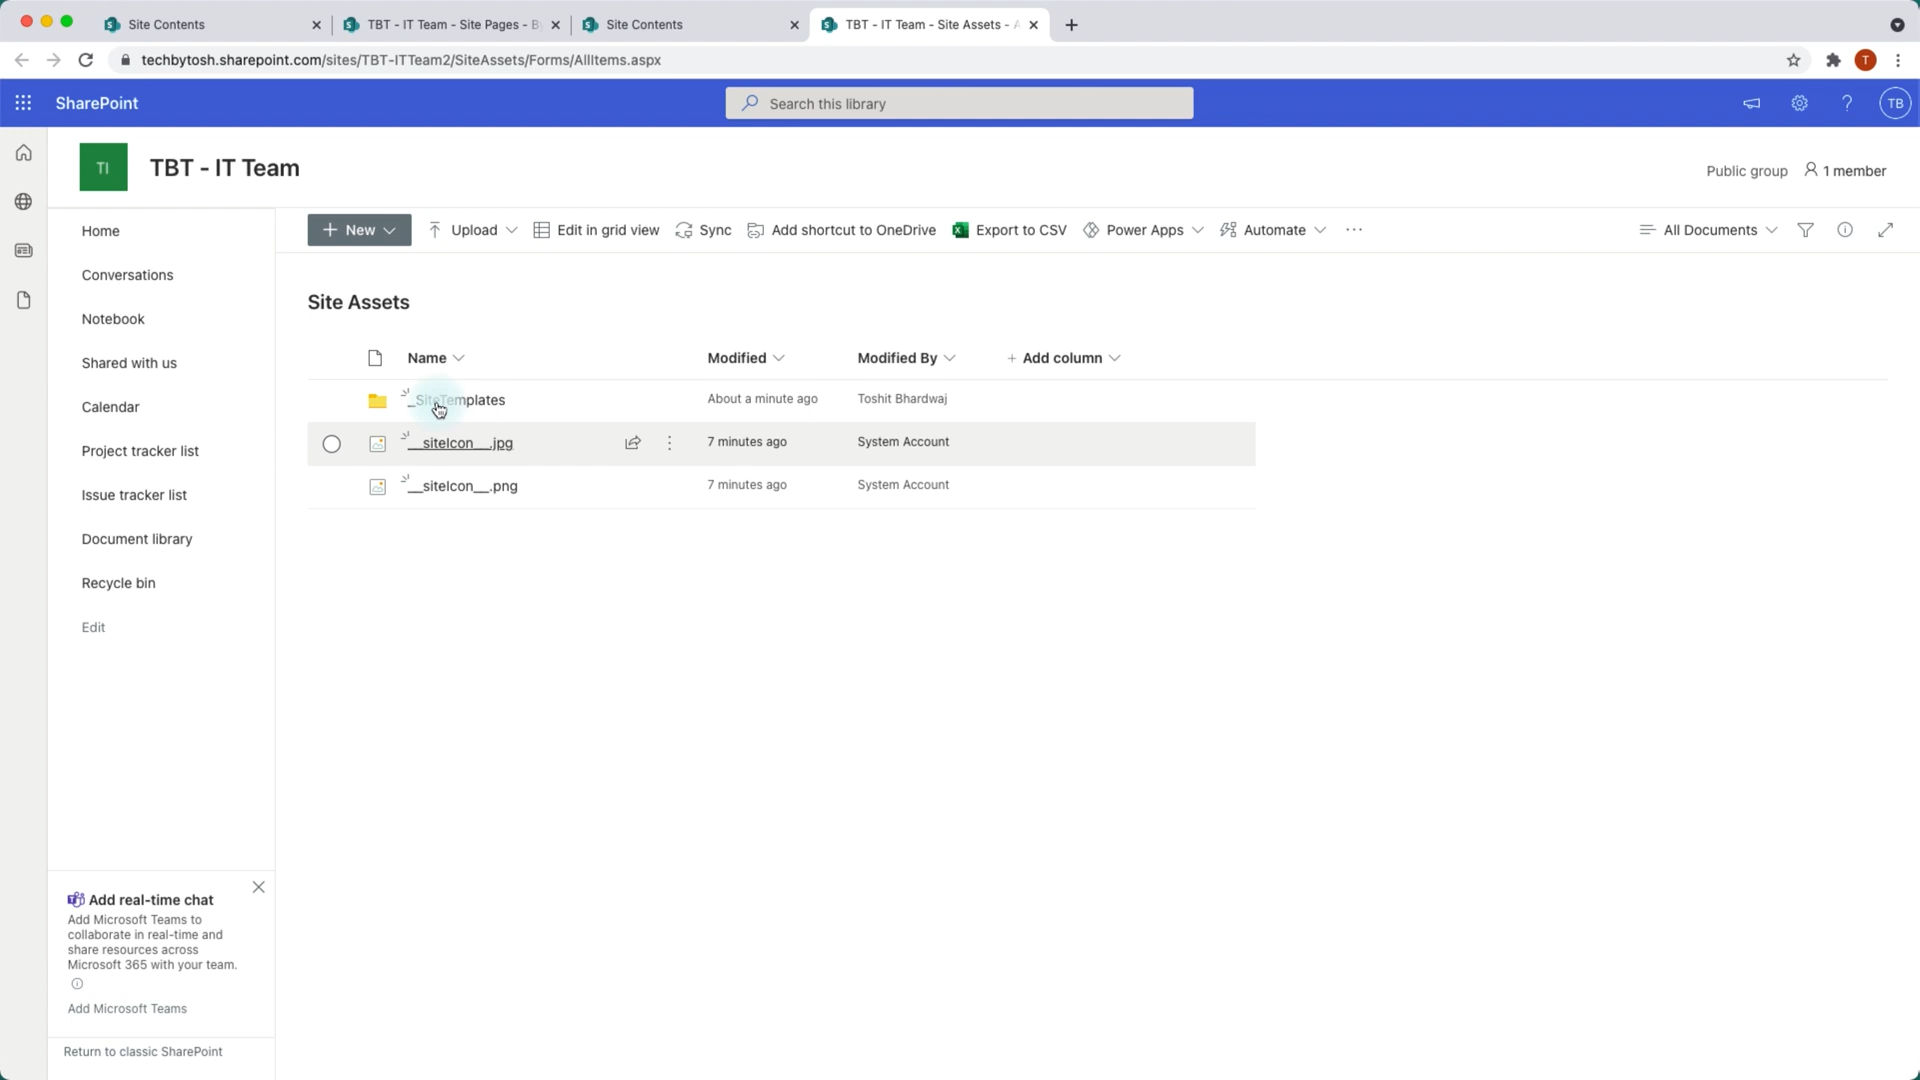 Site Contents
TBT - IT Team - Site Pages - B
Site Contents
TBT - IT Team - Site Assets - A
techbytosh.sharepoint.com/sites/TBT-ITTeam2/SiteAssets/Forms/AllItems.aspx
T
SharePoint
Search this library
?
TB
TI
TBT - IT Team
Public group
1 member
Home
Conversations
Notebook
Shared with us
Calendar
Project tracker list
Issue tracker list
Document library
Recycle bin
Edit
+ New
Upload
Edit in grid view
Sync
Add shortcut to OneDrive
Export to CSV
Power Apps
Automate
...
All Documents
Site Assets
Name
Modified
Modified By
+ Add column
_SiteTemplates
About a minute ago
Toshit Bhardwaj
__siteIcon__.jpg
7 minutes ago
System Account
__siteIcon__.png
7 minutes ago
System Account
Add real-time chat
Add Microsoft Teams to
collaborate in real-time and
share resources across
Microsoft 365 with your team.
Add Microsoft Teams
Return to classic SharePoint